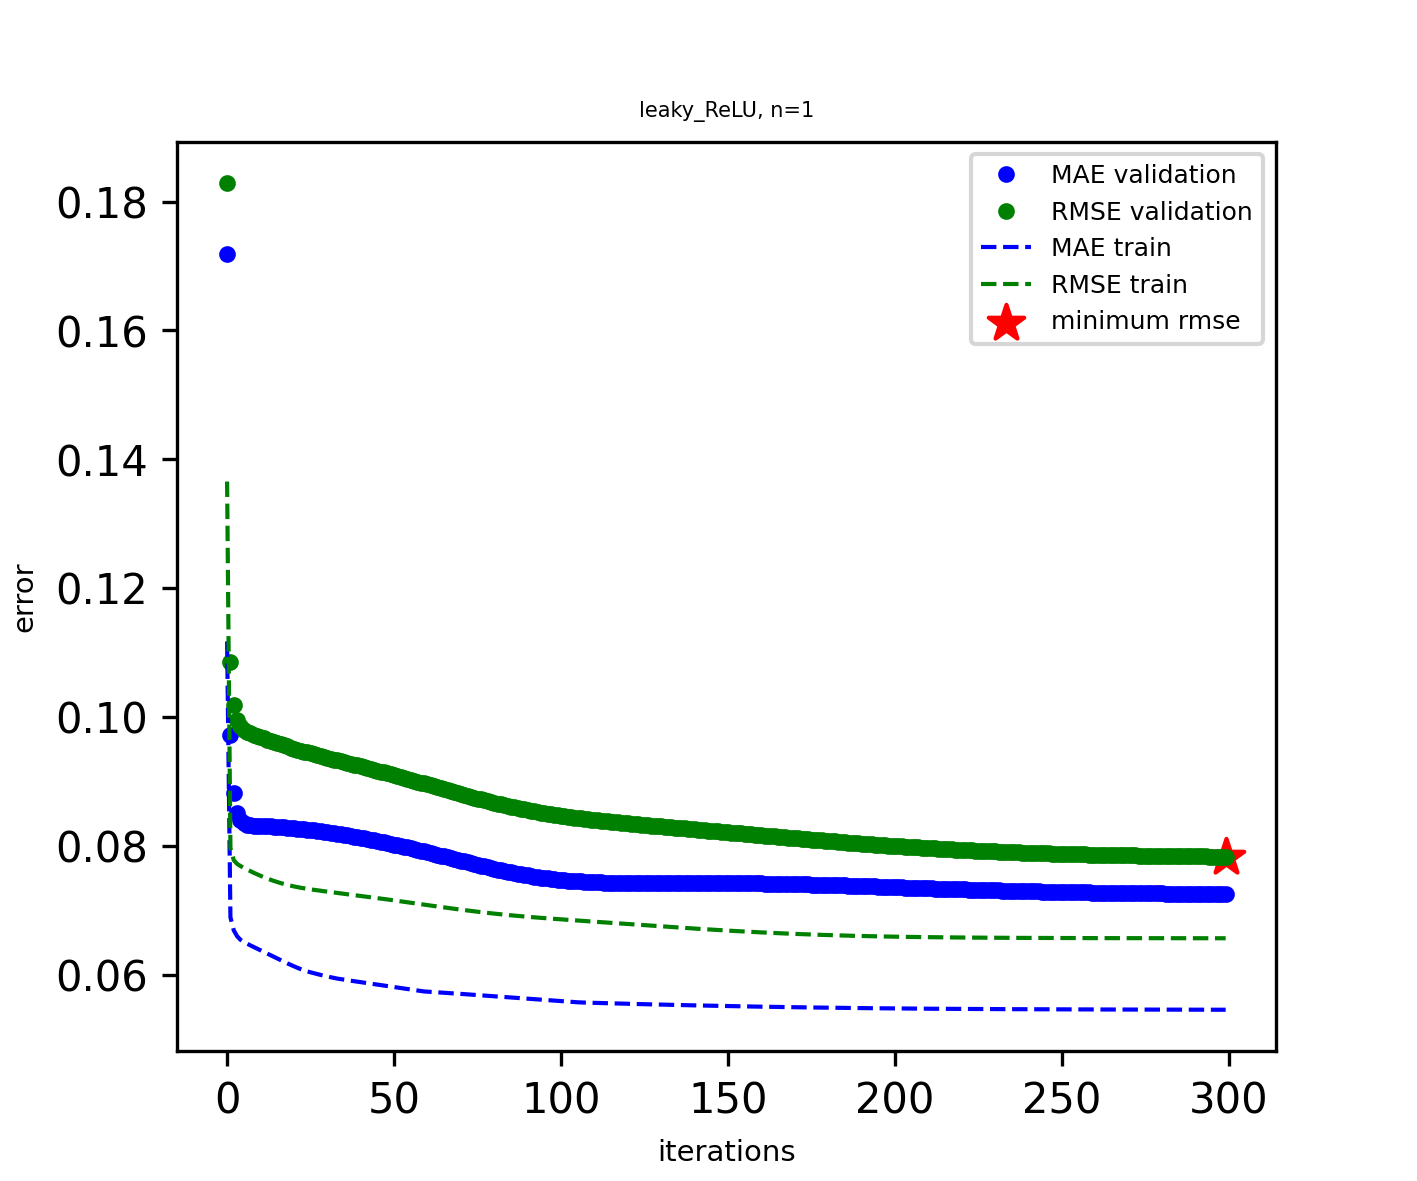 leaky_ReLU, n=1
MAE validation
RMSE validation
MAE train
RMSE train
minimum rmse
0.18
0.16
0.14
0.12
0.10
0.08
0.06
error
0 50 100 150 200 250 300
iterations